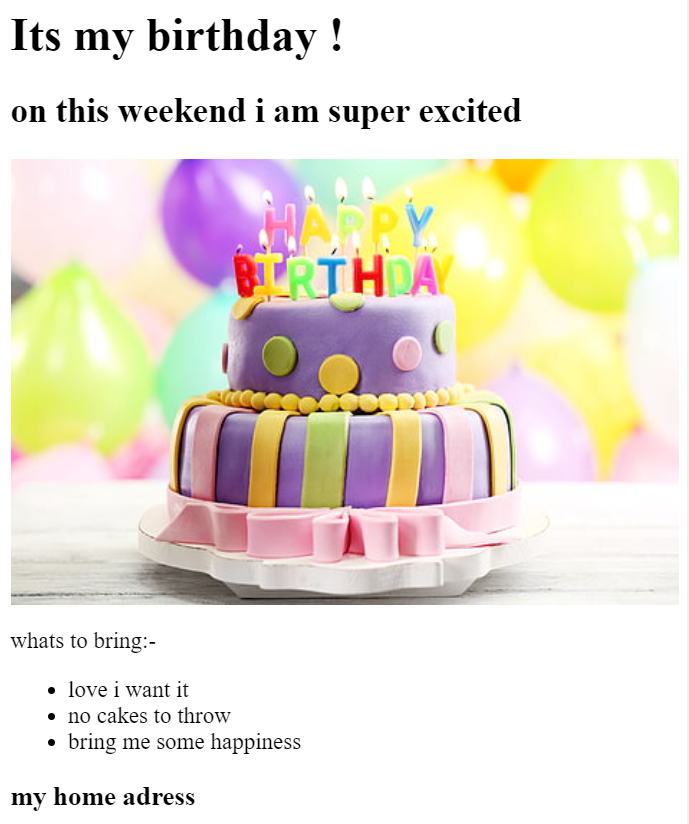 Its my birthday !
on this weekend i am super excited
HAPPY
BIRTHDAY
whats to bring:-
love i want it
no cakes to throw
bring me some happiness
my home adress